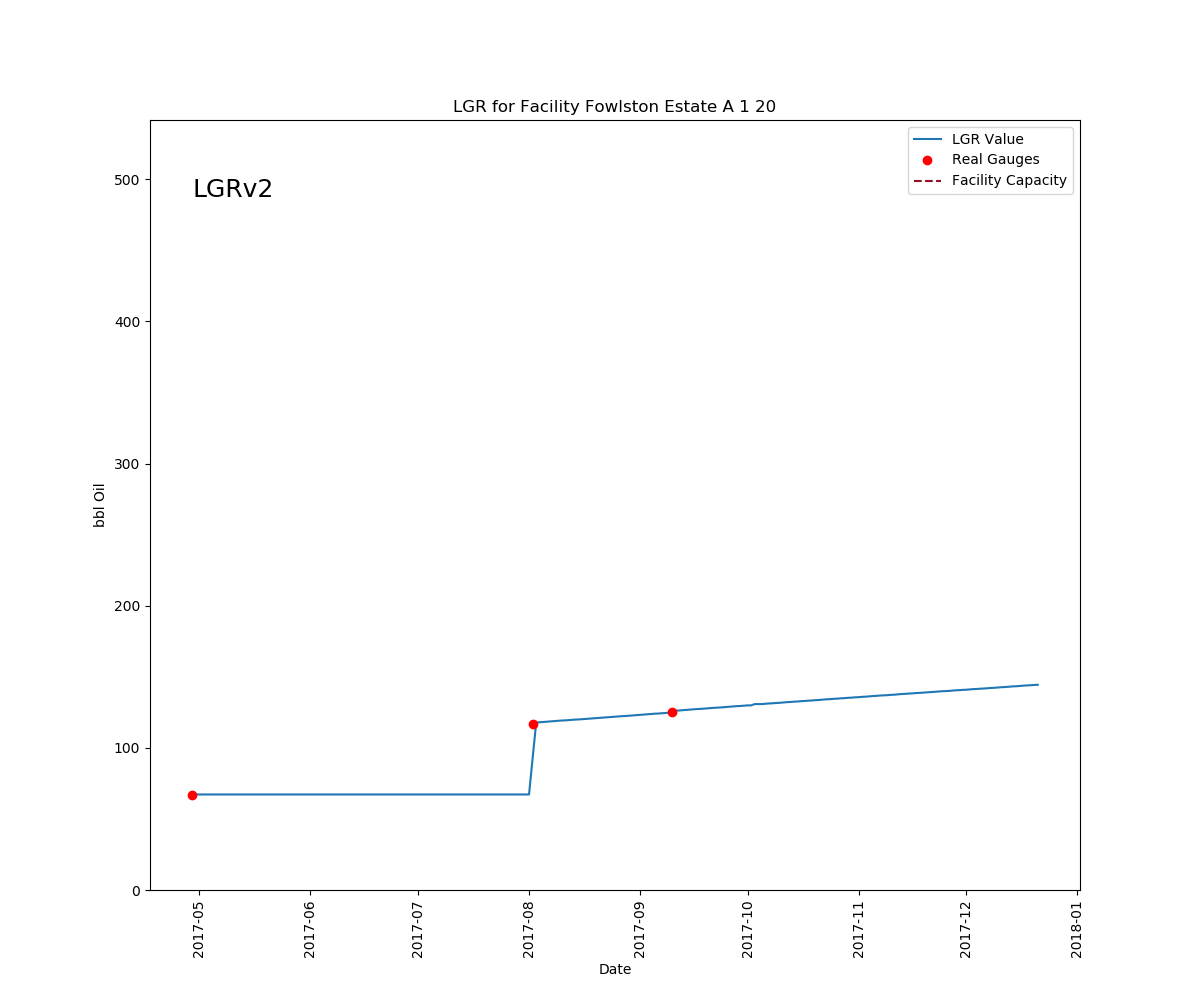 LGR for Facility Fowlston Estate A 1 20
LGR Value
Real Gauges
Facility Capacity
LGRv2
500
400
300
200
100
0
bbl Oil
2017-05
2017-06
2017-07
2017-08
2017-09
2017-10
2017-11
2017-12
2018-01
Date